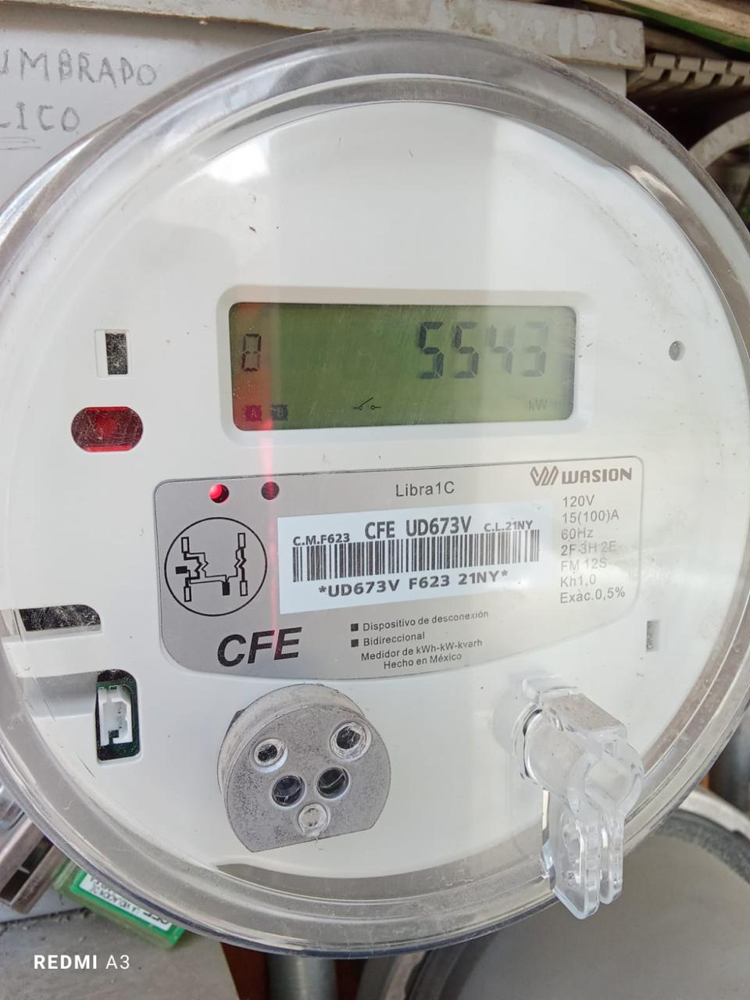 UMBRADO
LICO
8 5543
A B
kW
WASION
Libra1C
120V
15(100)A
60Hz
2F-3H 2E
FM 12S
Kh1,0
Exàc.0,5%
C.M.F623 CFE UD673V C.L.21NY
*UD673V F623 21NY*
CFE
Dispositivo de desconexión
Bidireccional
Medidor de kWh-kW-kvarh
Hecho en México
REDMI A3